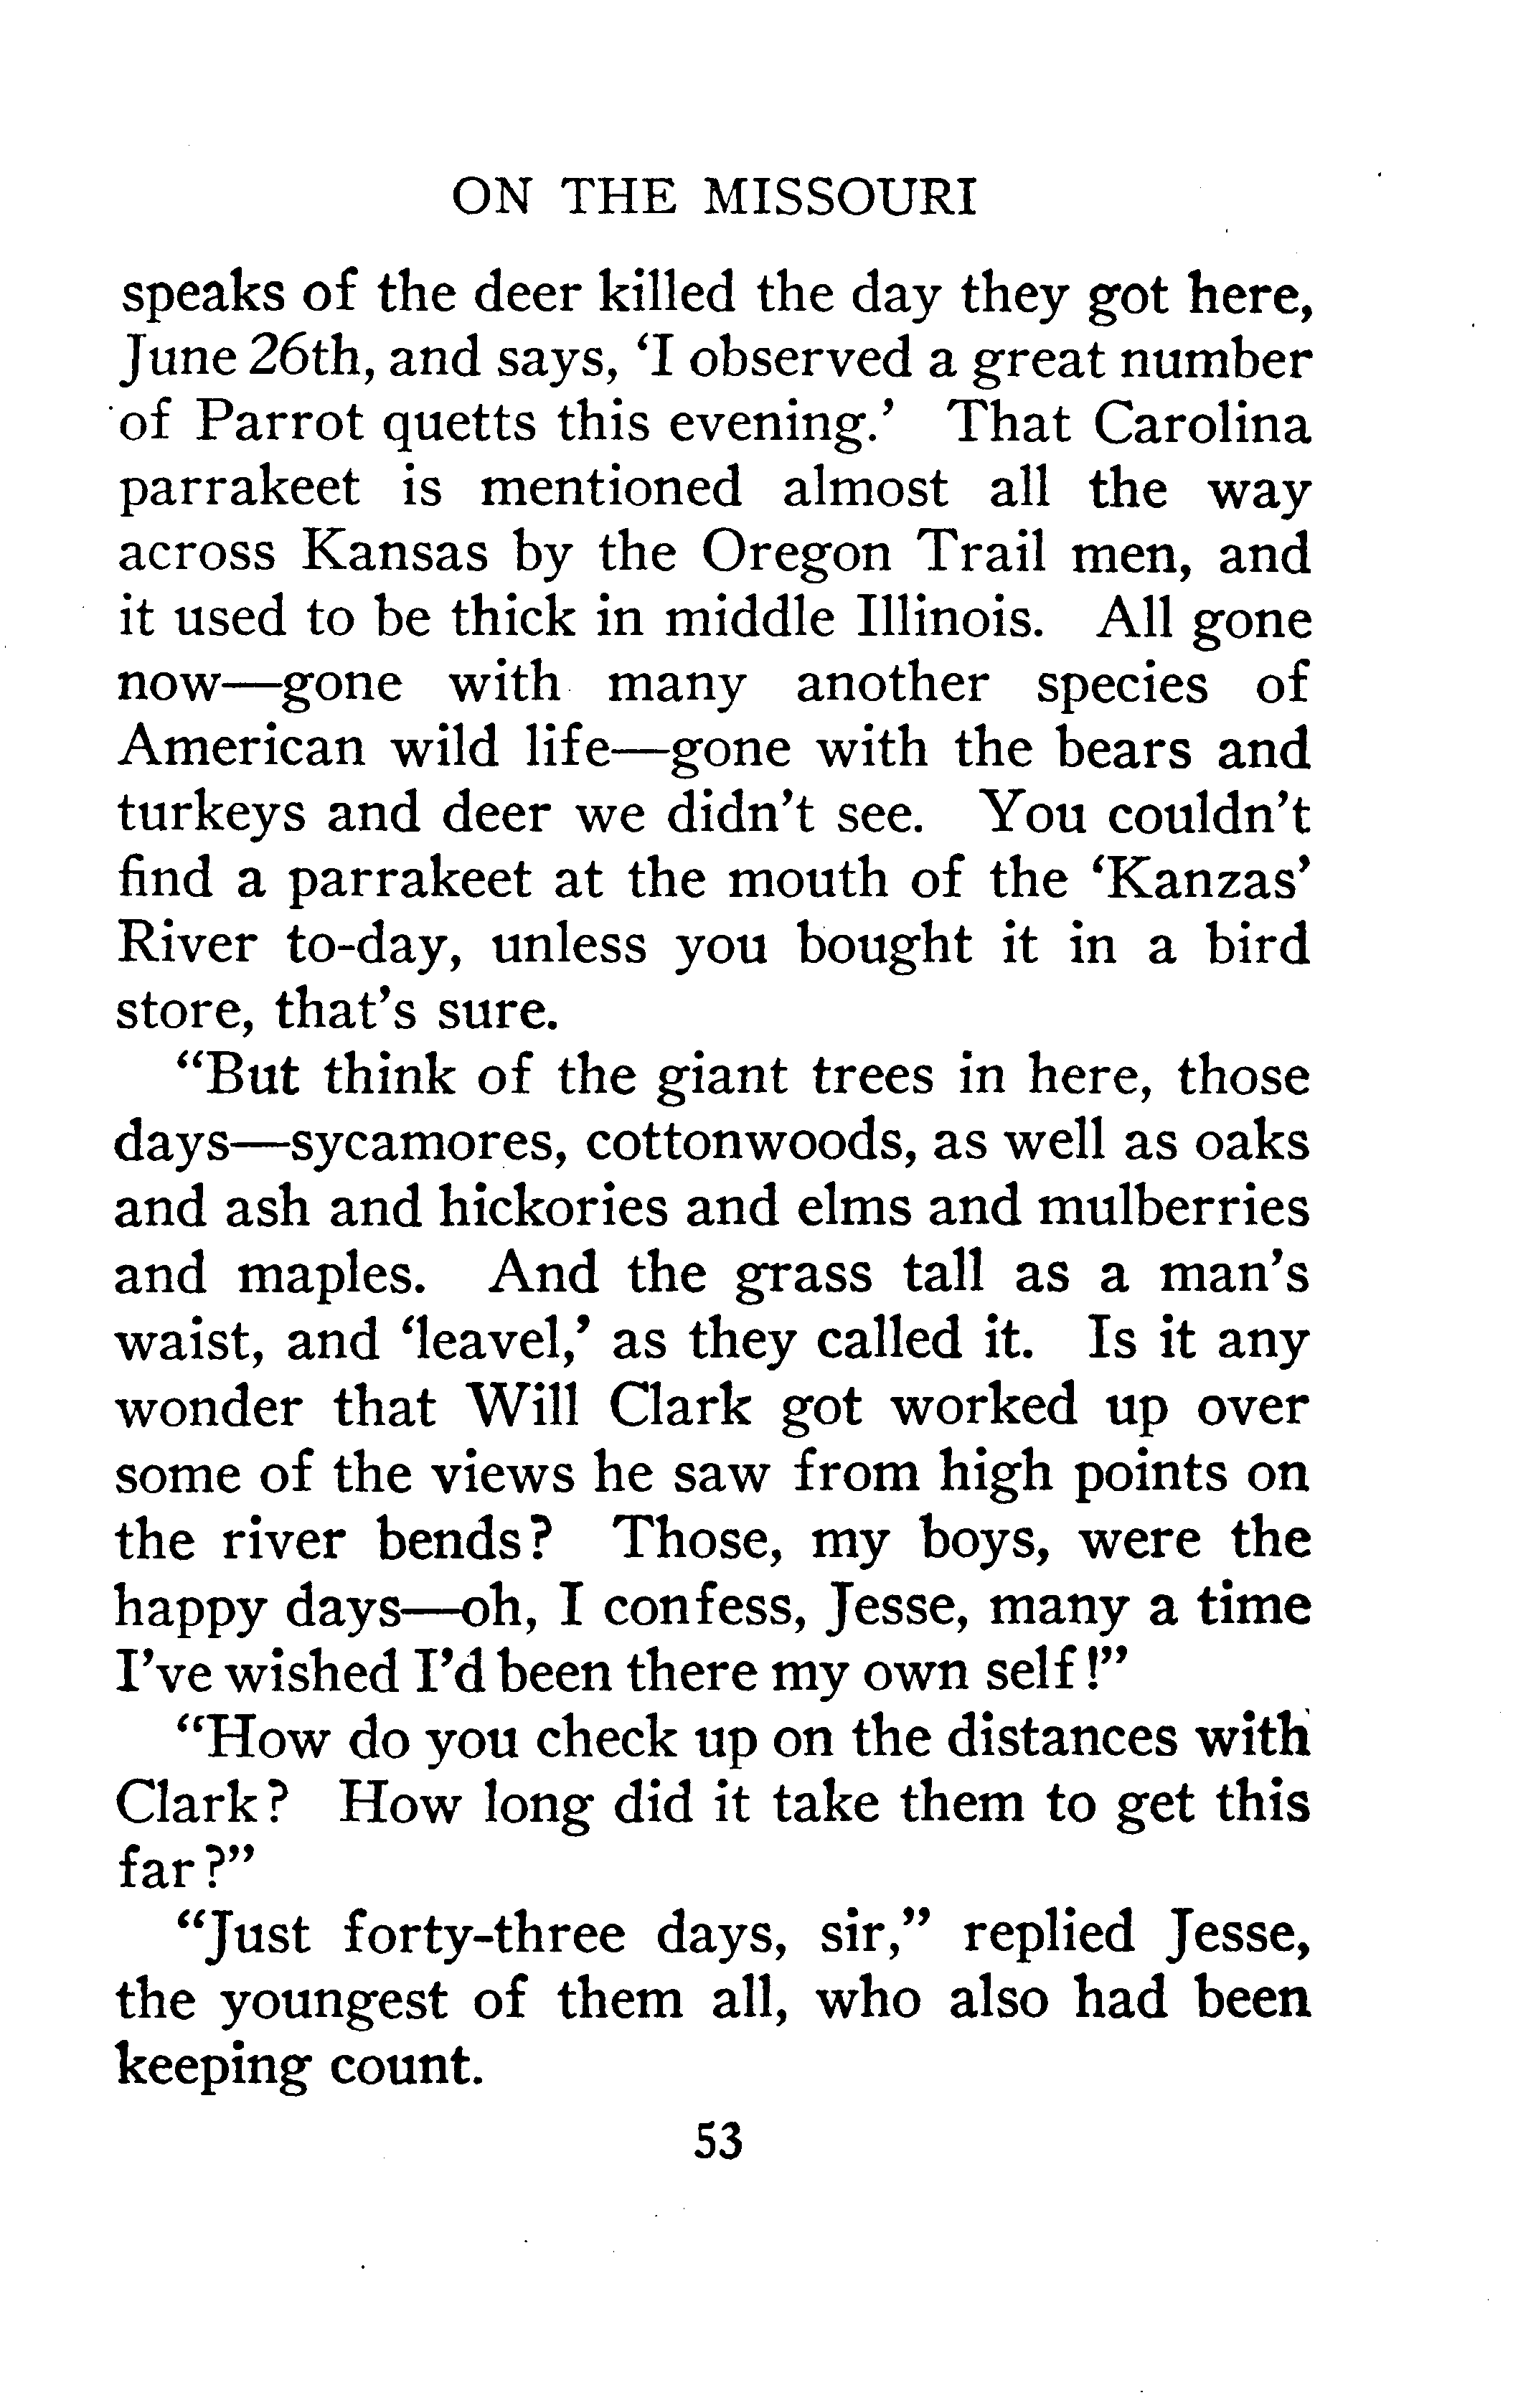 ON THE MISSOURI
speaks of the deer killed the day they got here,
June 26th, and says, ‘I observed a great number
of Parrot quetts this evening.’ That Carolina
parrakeet is mentioned almost all the way
across Kansas by the Oregon Trail men, and
it used to be thick in middle Illinois. All gone
now—gone with many another species of
American wild life—gone with the bears and
turkeys and deer we didn’t see. You couldn’t
find a parrakeet at the mouth of the ‘Kanzas’
River to-day, unless you bought it in a bird
store, that’s sure.
“But think of the giant trees in here, those
days—sycamores, cottonwoods, as well as oaks
and ash and hickories and elms and mulberries
and maples. And the grass tall as a man’s
waist, and ‘leavel,’ as they called it. Is it any
wonder that Will Clark got worked up over
some of the views he saw from high points on
the river bends? Those, my boys, were the
happy days—oh, I confess, Jesse, many a time
I’ve wished I’d been there my own self!”
“How do you check up on the distances with
Clark? How long did it take them to get this
far?”
“Just forty-three days, sir,” replied Jesse,
the youngest of them all, who also had been
keeping count.
53